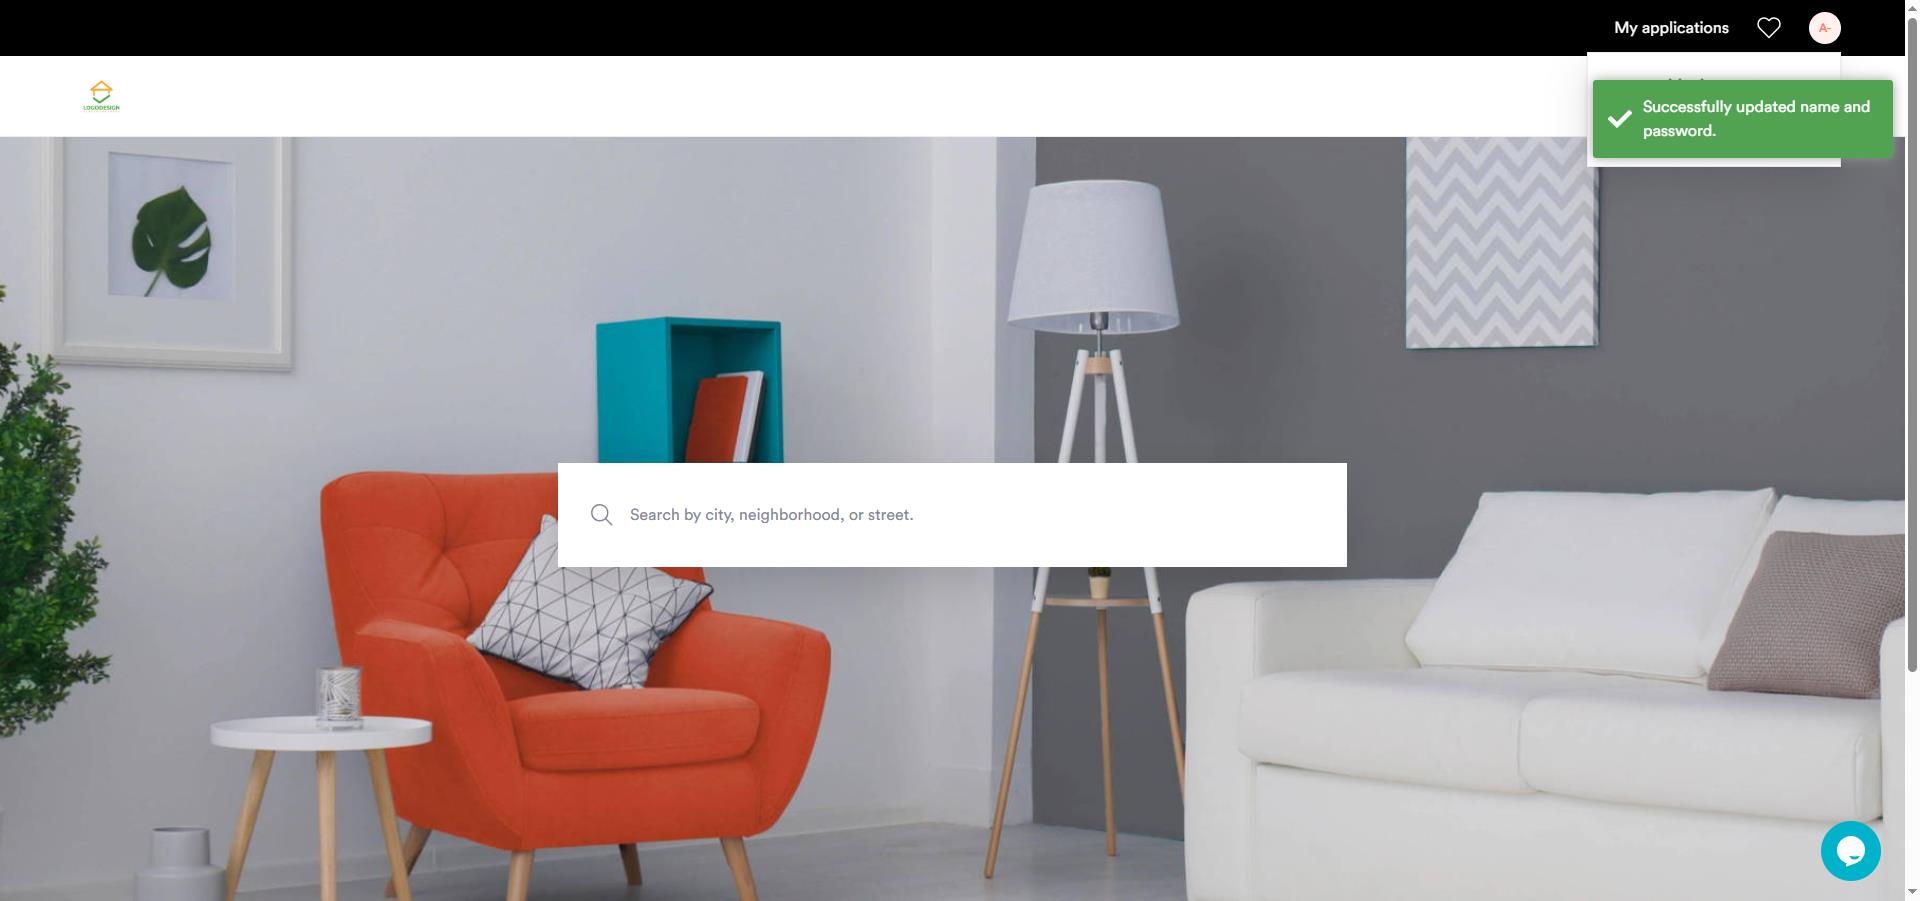 My applications
A-
LOGODESIGN
Successfully updated name and
password.
Search by city, neighborhood, or street.